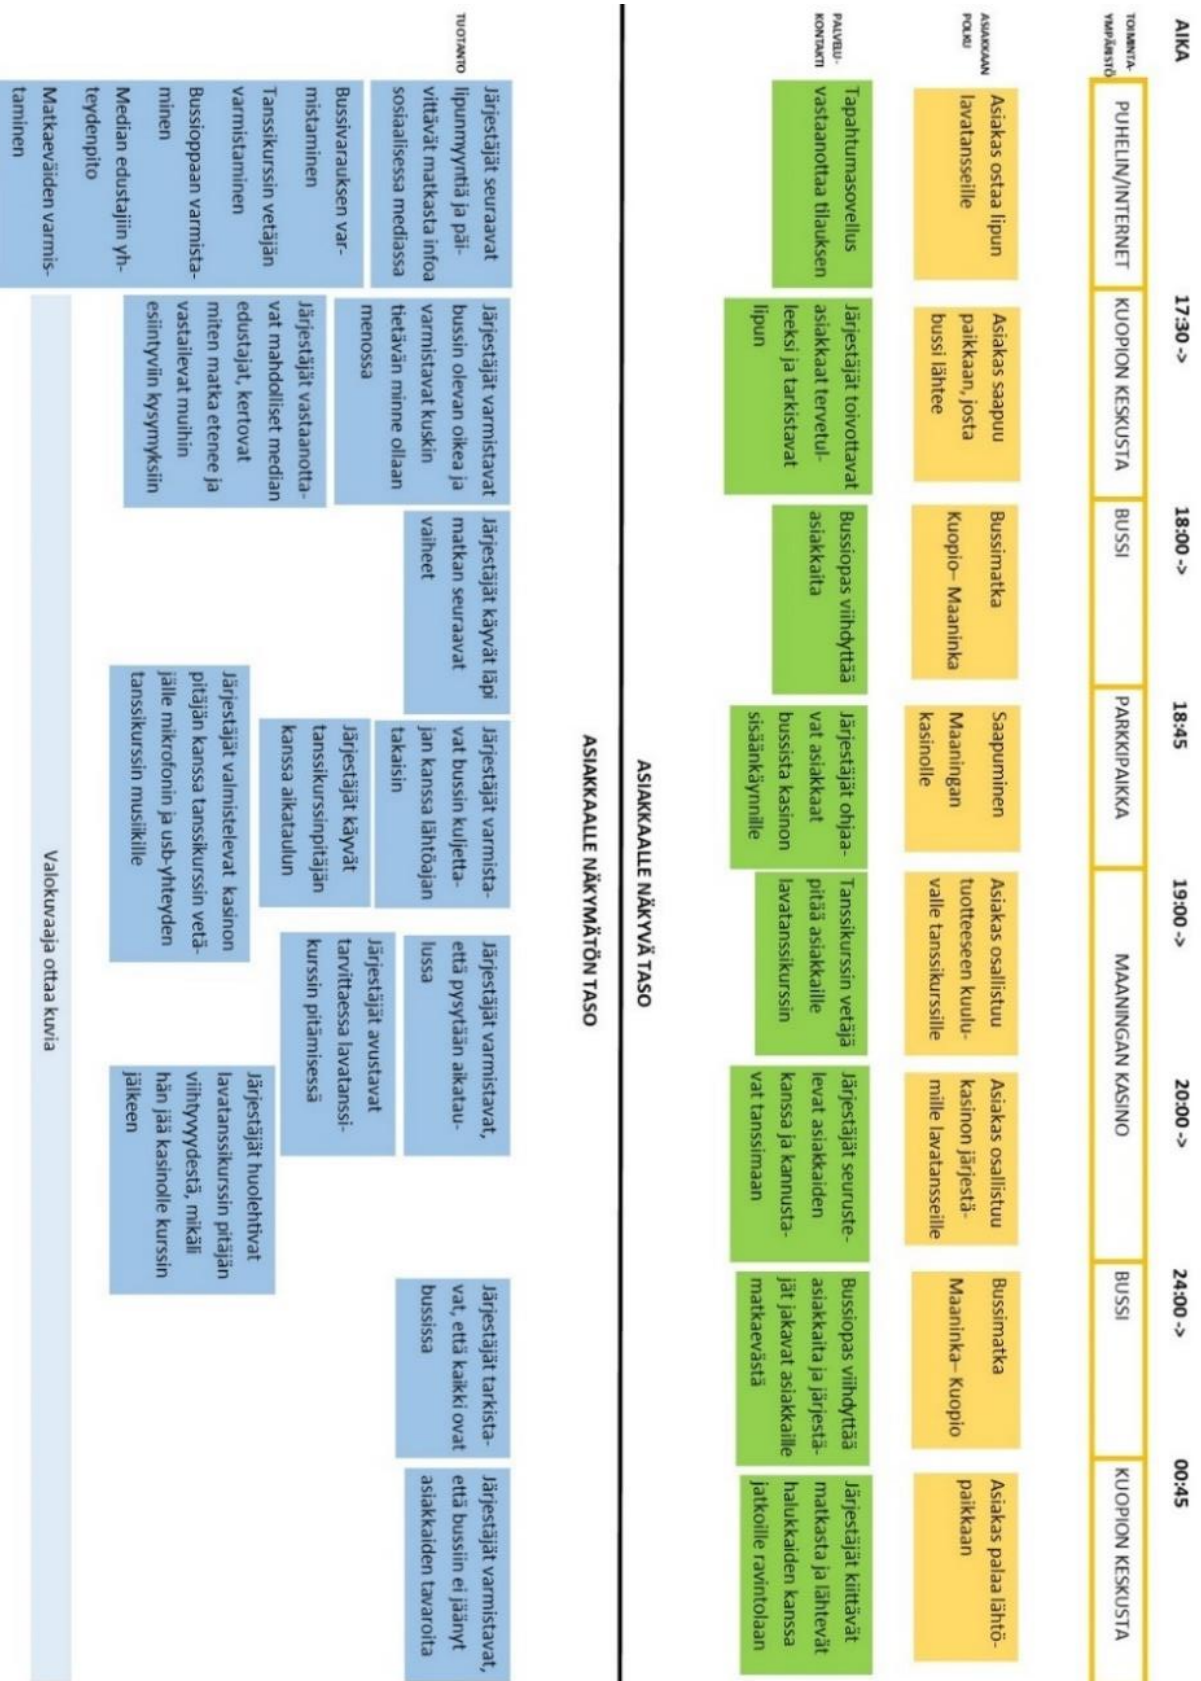 AIKA
17:30 ->
18:00 ->
18:45
19:00 ->
20:00 ->
24:00 ->
00:45
TOIMINTA-
YMPÄRISTÖ
PUHELIN/INTERNET
KUOPION KESKUSTA
BUSSI
PARKKIPAIKKA
MAANINGAN KASINO
BUSSI
KUOPION KESKUSTA
ASIAKKAAN
POLKU
Asiakas ostaa lipun
lavatansseille
Asiakas saapuu
paikkaan, josta
bussi lähtee
Bussimatka
Kuopio– Maaninka
Saapuminen
Maaningan
kasinolle
Asiakas osallistuu
tuotteeseen kuulu-
valle tanssikurssille
Asiakas osallistuu
kasinon järjestä-
mille lavatansseille
Bussimatka
Maaninka– Kuopio
Asiakas palaa lähtö-
paikkaan
PALVELU-
KONTAKTI
Tapahtumasovellus
vastaanottaa tilauksen
Järjestäjät toivottavat
asiakkaat tervetul-
leeksi ja tarkistavat
lipun
Bussiopas viihdyttää
asiakkaita
Järjestäjät ohjaa-
vat asiakkaat
bussista kasinon
sisäänkäynnille
Tanssikurssin vetäjä
pitää asiakkaille
lavatanssikurssin
Järjestäjät seuruste-
levat asiakkaiden
kanssa ja kannusta-
vat tanssimaan
Bussiopas viihdyttää
asiakkaita ja järjestä-
jät jakavat asiakkaille
matkaevästä
Järjestäjät kiittävät
matkasta ja lähtevät
halukkaiden kanssa
jatkoille ravintolaan
ASIAKKAALLE NÄKYVÄ TASO
ASIAKKAALLE NÄKYMÄTÖN TASO
TUOTANTO
Järjestäjät seuraavat
lipunmyyntiä ja päi-
vittävät matkasta infoa
sosiaalisessa mediassa
Bussivarauksen var-
mistaminen
Tanssikurssin vetäjän
varmistaminen
Bussioppaan varmista-
minen
Median edustajiin yh-
teydenpito
Matkaeväiden varmis-
taminen
Järjestäjät varmistavat
bussin olevan oikea ja
varmistavat kuskin
tietävän minne ollaan
menossa
Järjestäjät vastaanotta-
vat mahdolliset median
edustajat, kertovat
miten matka etenee ja
vastailevat muihin
esiintyviin kysymyksiin
Järjestäjät käyvät läpi
matkan seuraavat
vaiheet
Järjestäjät varmista-
vat bussin kuljetta-
jan kanssa lähtöajan
takaisin
Järjestäjät käyvät
tanssikurssinpitäjän
kanssa aikataulun
Järjestäjät valmistelevat kasinon
pitäjän kanssa tanssikurssin vetä-
jälle mikrofonin ja usb-yhteyden
tanssikurssin musiikille
Järjestäjät varmistavat,
että pysytään aikatau-
lussa
Järjestäjät avustavat
tarvittaessa lavatanssi-
kurssin pitämisessä
Järjestäjät huolehtivat
lavatanssikurssin pitäjän
viihtyvyydestä, mikäli
hän jää kasinolle kurssin
jälkeen
Järjestäjät tarkista-
vat, että kaikki ovat
bussissa
Järjestäjät varmistavat,
että bussiin ei jäänyt
asiakkaiden tavaroita
Valokuvaaja ottaa kuvia